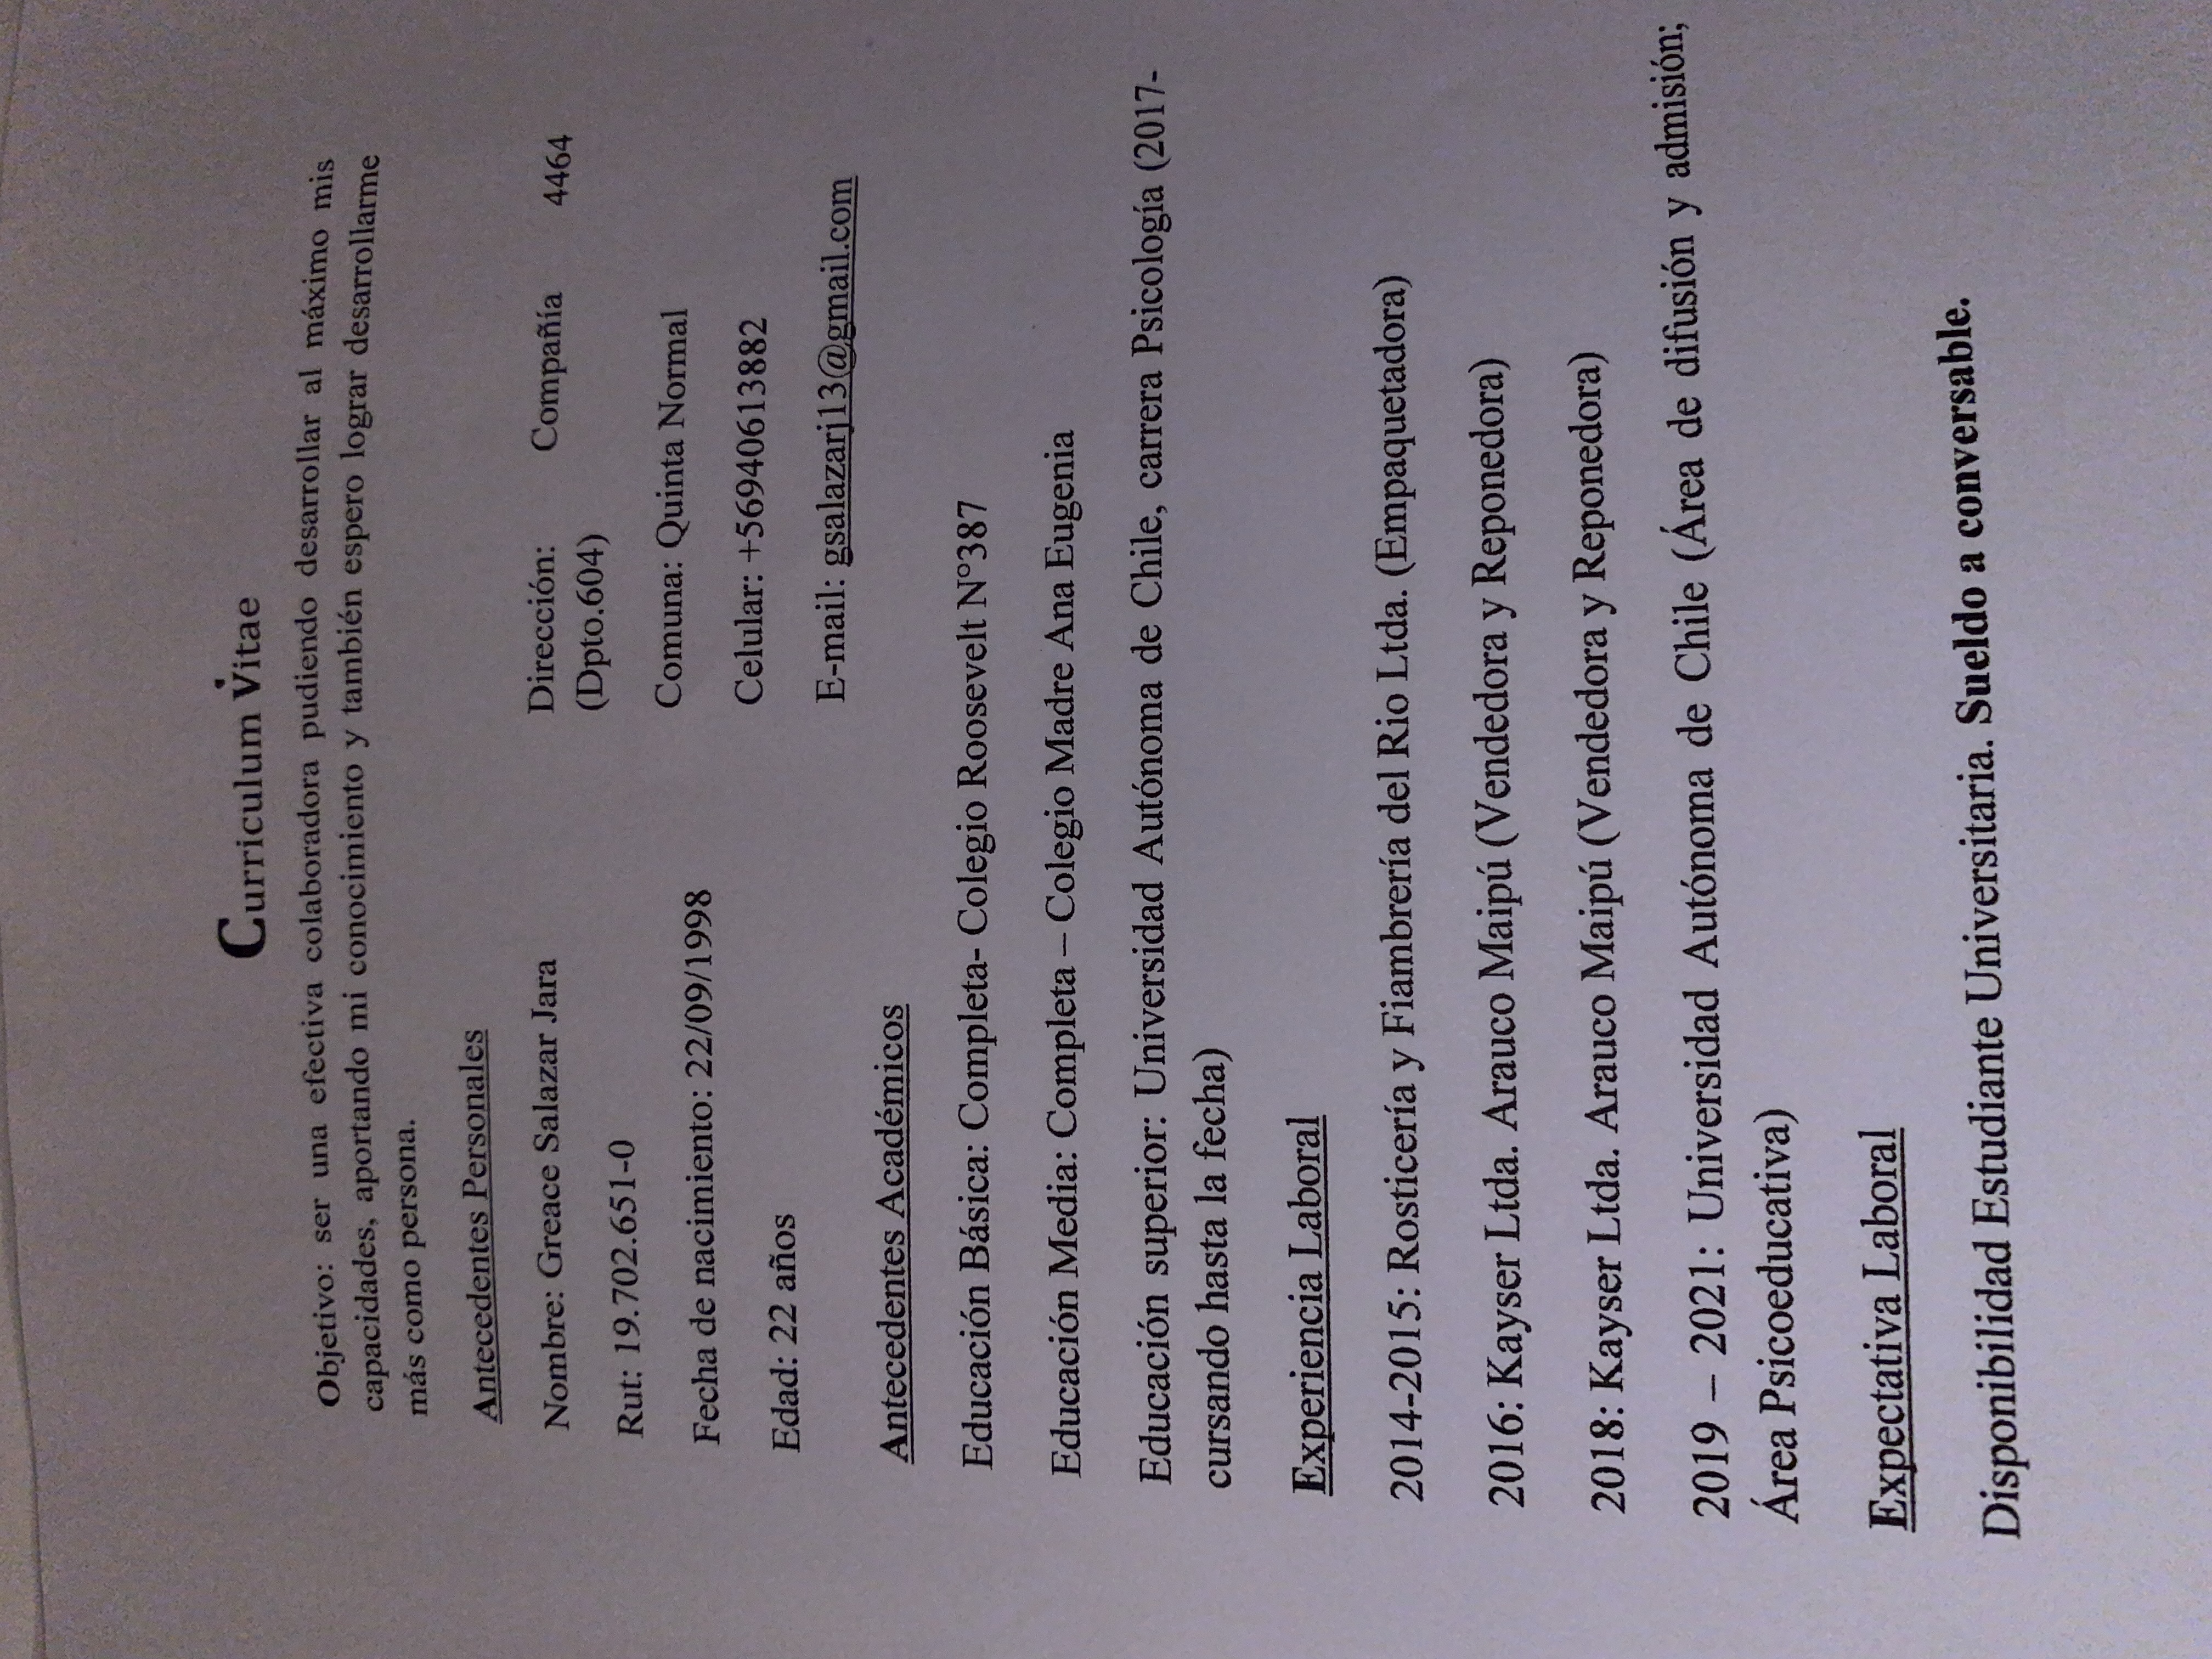 Curriculum Vitae
Objetivo: ser una efectiva colaboradora pudiendo desarrollar al máximo mis
capacidades, aportando mi conocimiento y también espero lograr desarrollarme
más como persona.
Antecedentes Personales
Nombre: Greace Salazar Jara
Rut: 19.702.651-0
Fecha de nacimiento: 22/09/1998
Edad: 22 años
Dirección: Compañía 4464
(Dpto.604)
Comuna: Quinta Normal
Celular: +56940613882
E-mail: gsalazarj13@gmail.com
Antecedentes Académicos
Educación Básica: Completa- Colegio Roosevelt N°387
Educación Media: Completa – Colegio Madre Ana Eugenia
Educación superior: Universidad Autónoma de Chile, carrera Psicología (2017-
cursando hasta la fecha)
Experiencia Laboral
2014-2015: Rosticería y Fiambrería del Rio Ltda. (Empaquetadora)
2016: Kayser Ltda. Arauco Maipú (Vendedora y Reponedora)
2018: Kayser Ltda. Arauco Maipú (Vendedora y Reponedora)
2019 – 2021: Universidad Autónoma de Chile (Área de difusión y admisión;
Área Psicoeducativa)
Expectativa Laboral
Disponibilidad Estudiante Universitaria. Sueldo a conversable.